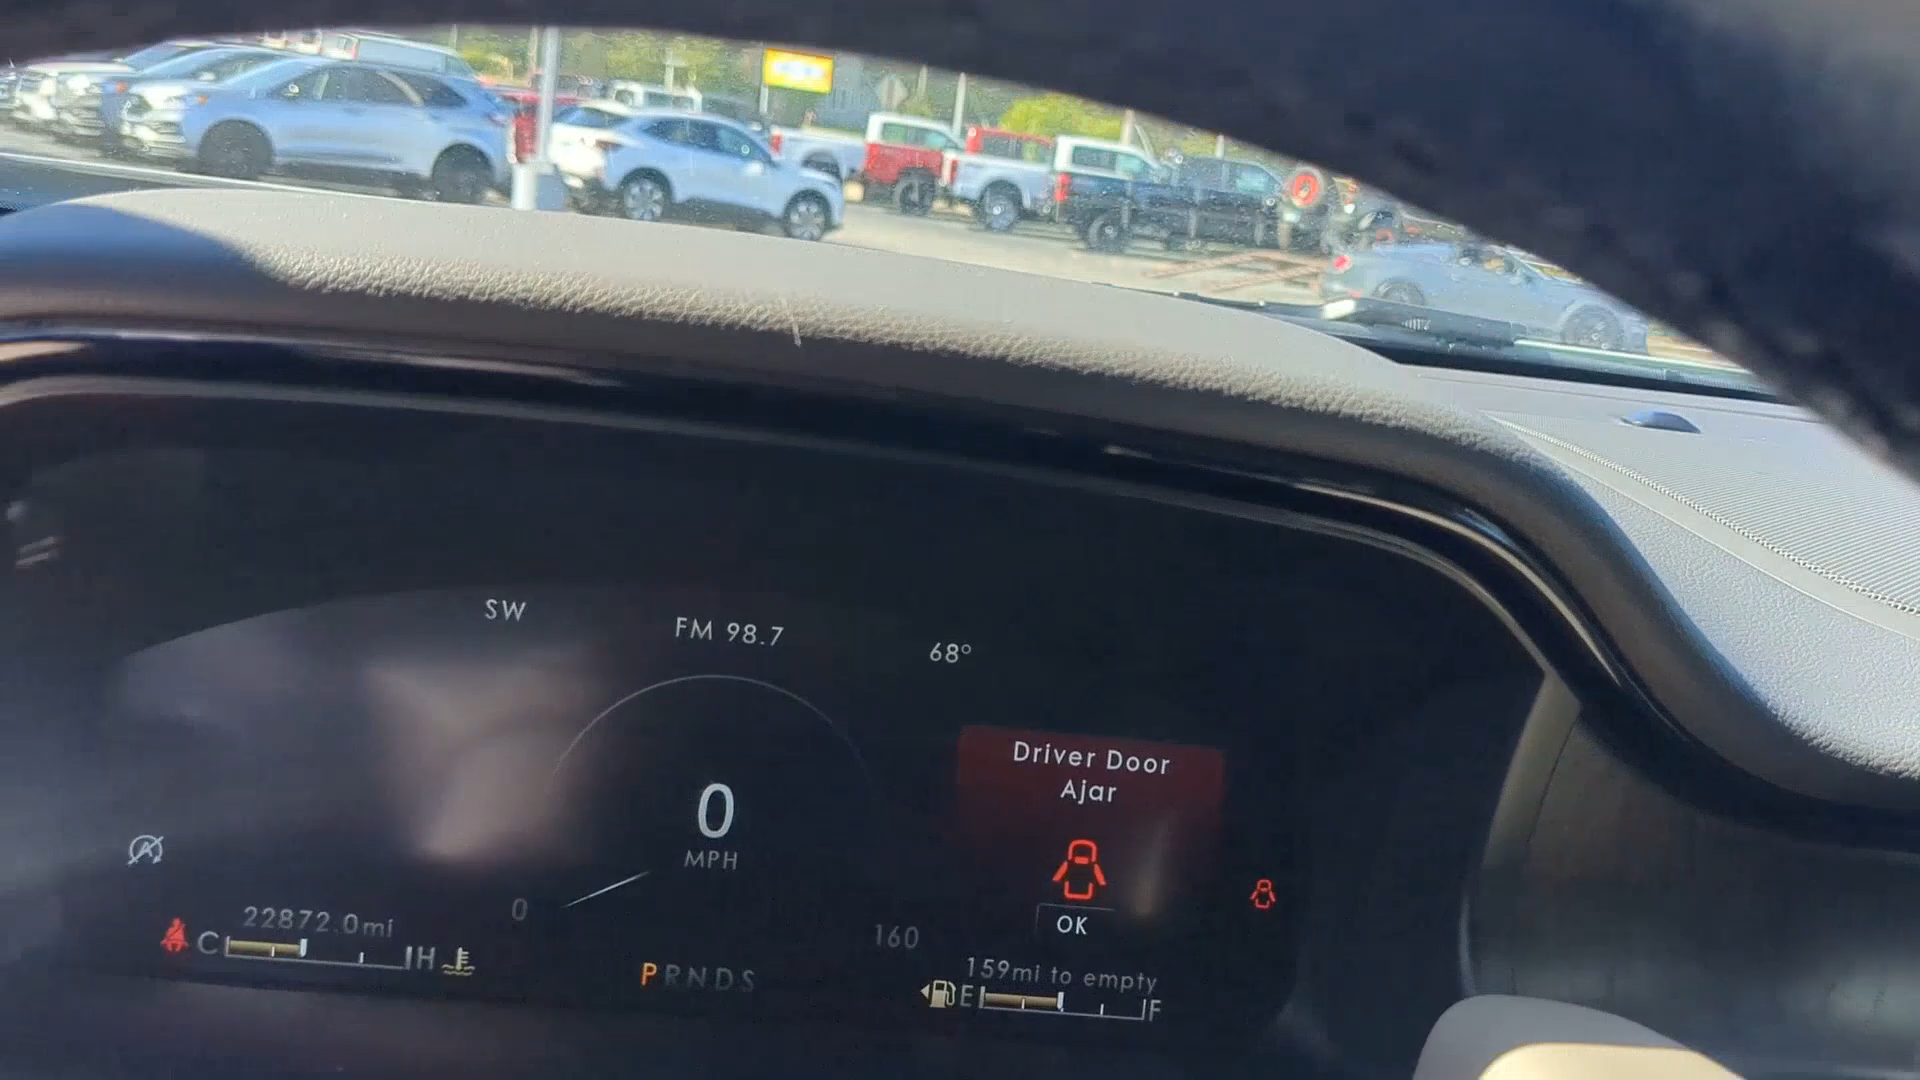 SW
FM 98.7
68°
Driver Door
Ajar
0
MPH
OK
0
160
22872.0mi
C H
PRNDS
159mi to empty
E F